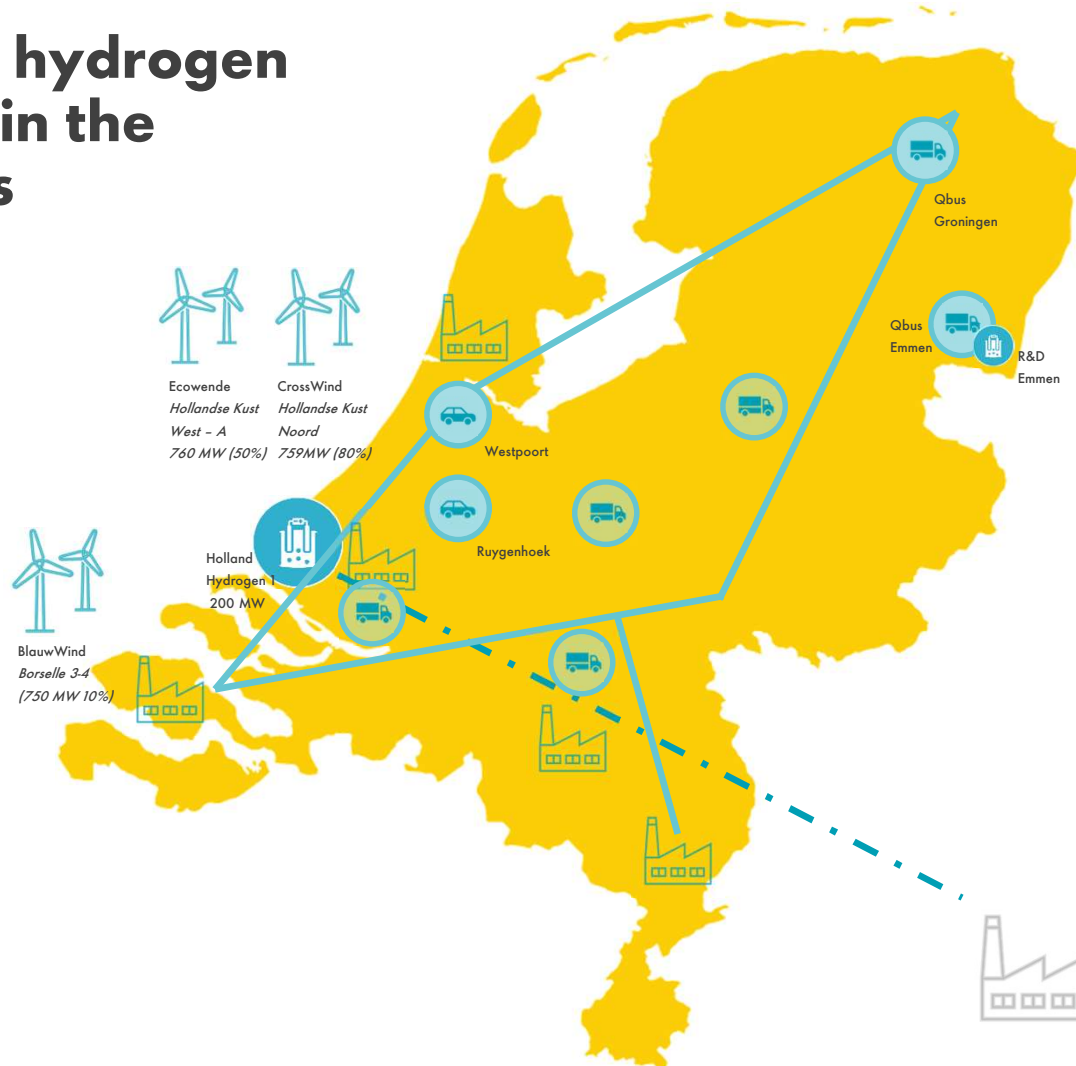 hydrogen
in the
s
Qbus
Groningen
Qbus
Emmen
R&D
Emmen
Ecowende
Hollandse Kust
West – A
760 MW (50%)
CrossWind
Hollandse Kust
Noord
759MW (80%)
Westpoort
Ruygenhoek
Holland
Hydrogen 1
200 MW
BlauwWind
Borselle 3-4
(750 MW 10%)